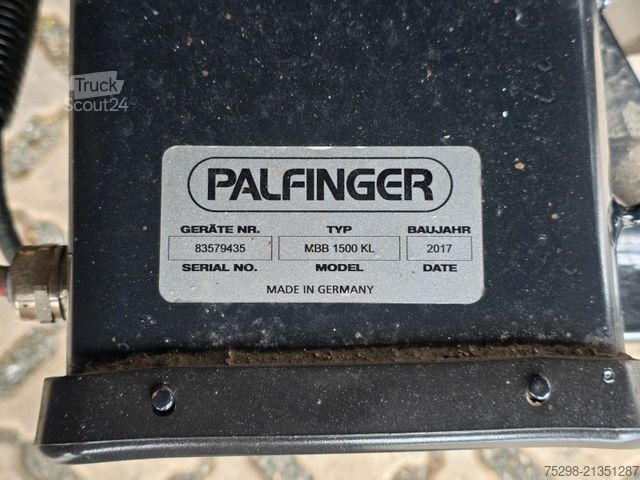 Truck
Scout24
PALFINGER
GERÄTE NR. TYP BAUJAHR
83579435 MBB 1500 KL 2017
SERIAL NO. MODEL DATE
MADE IN GERMANY
75298-21351287